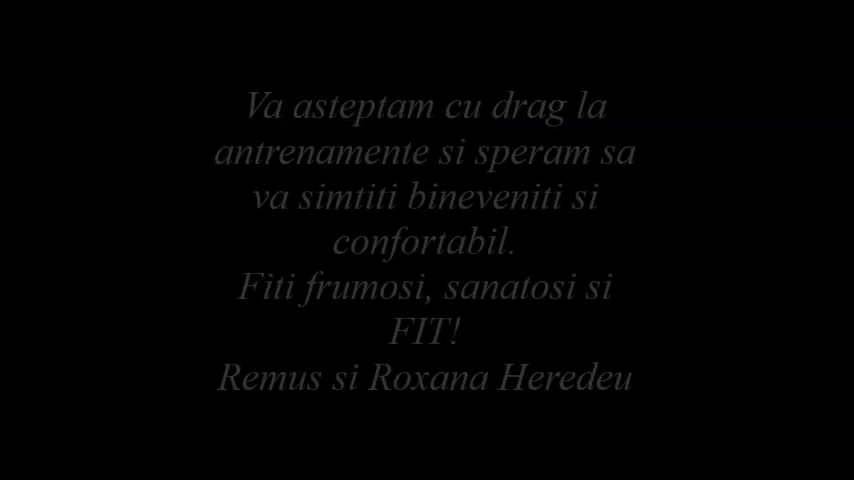 Va asteptam cu drag la
antrenamente si speram sa
va simtiti bineveniti si
confortabil.
Fiti frumosi, sanatosi si
FIT!
Remus si Roxana Heredeu